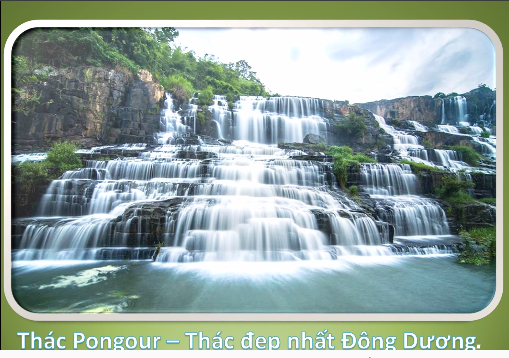 Thác Pongour – Thác đẹp nhất Đông Dương.